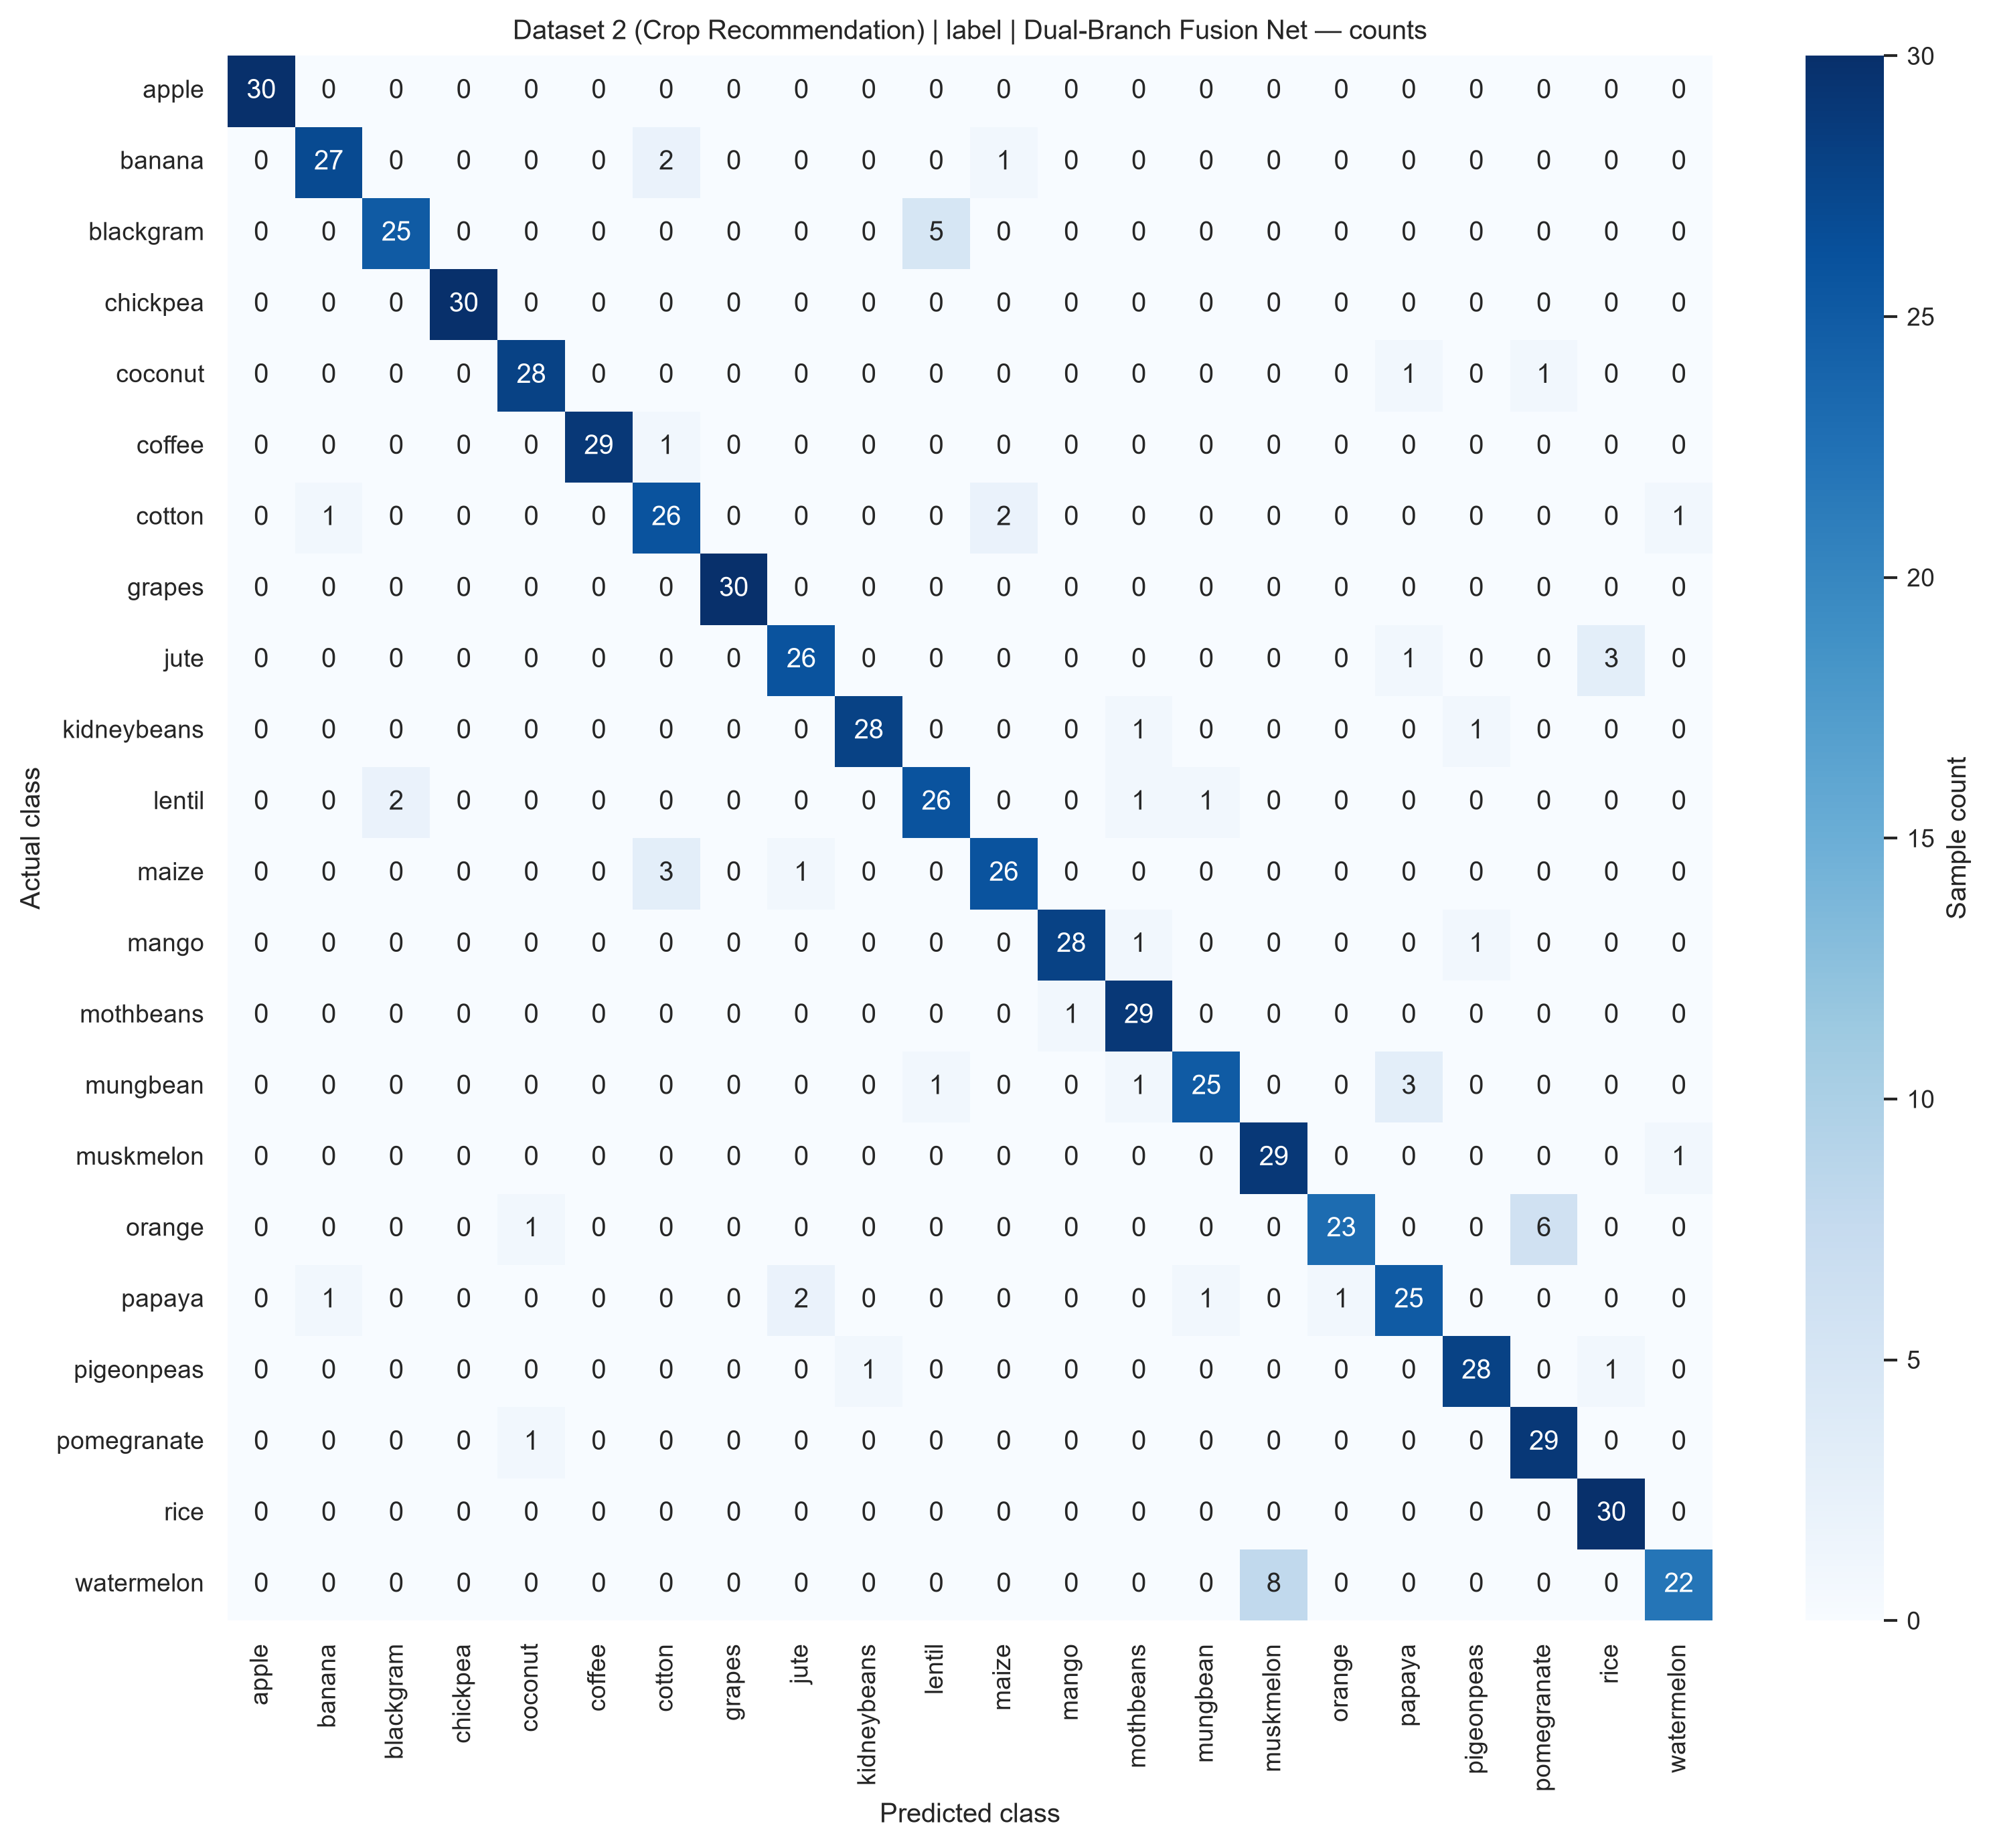 Dataset 2 (Crop Recommendation) | label | Dual-Branch Fusion Net — counts
apple 30 0 0 0 0 0 0 0 0 0 0 0 0 0 0 0 0 0 0 0 0 0
banana 0 27 0 0 0 0 2 0 0 0 0 1 0 0 0 0 0 0 0 0 0 0
blackgram 0 0 25 0 0 0 0 0 0 0 5 0 0 0 0 0 0 0 0 0 0 0
chickpea 0 0 0 30 0 0 0 0 0 0 0 0 0 0 0 0 0 0 0 0 0 0
coconut 0 0 0 0 28 0 0 0 0 0 0 0 0 0 0 0 0 1 0 1 0 0
coffee 0 0 0 0 0 29 1 0 0 0 0 0 0 0 0 0 0 0 0 0 0 0
cotton 0 1 0 0 0 0 26 0 0 0 0 2 0 0 0 0 0 0 0 0 0 1
grapes 0 0 0 0 0 0 0 30 0 0 0 0 0 0 0 0 0 0 0 0 0 0
jute 0 0 0 0 0 0 0 0 26 0 0 0 0 0 0 0 0 1 0 0 3 0
kidneybeans 0 0 0 0 0 0 0 0 0 28 0 0 0 1 0 0 0 0 1 0 0 0
lentil 0 0 2 0 0 0 0 0 0 0 26 0 0 1 1 0 0 0 0 0 0 0
maize 0 0 0 0 0 0 3 0 1 0 0 26 0 0 0 0 0 0 0 0 0 0
mango 0 0 0 0 0 0 0 0 0 0 0 0 28 1 0 0 0 0 1 0 0 0
mothbeans 0 0 0 0 0 0 0 0 0 0 0 0 1 29 0 0 0 0 0 0 0 0
mungbean 0 0 0 0 0 0 0 0 0 0 1 0 0 1 25 0 0 3 0 0 0 0
muskmelon 0 0 0 0 0 0 0 0 0 0 0 0 0 0 0 29 0 0 0 0 0 1
orange 0 0 0 0 1 0 0 0 0 0 0 0 0 0 0 0 23 0 0 6 0 0
papaya 0 1 0 0 0 0 0 0 2 0 0 0 0 0 1 0 1 25 0 0 0 0
pigeonpeas 0 0 0 0 0 0 0 0 0 1 0 0 0 0 0 0 0 0 28 0 1 0
pomegranate 0 0 0 0 1 0 0 0 0 0 0 0 0 0 0 0 0 0 0 29 0 0
rice 0 0 0 0 0 0 0 0 0 0 0 0 0 0 0 0 0 0 0 0 30 0
watermelon 0 0 0 0 0 0 0 0 0 0 0 0 0 0 0 8 0 0 0 0 0 22
apple
banana
blackgram
chickpea
coconut
coffee
cotton
grapes
jute
kidneybeans
lentil
maize
mango
mothbeans
mungbean
muskmelon
orange
papaya
pigeonpeas
pomegranate
rice
watermelon
Predicted class
Actual class
30
25
20
15
10
5
0
Sample count